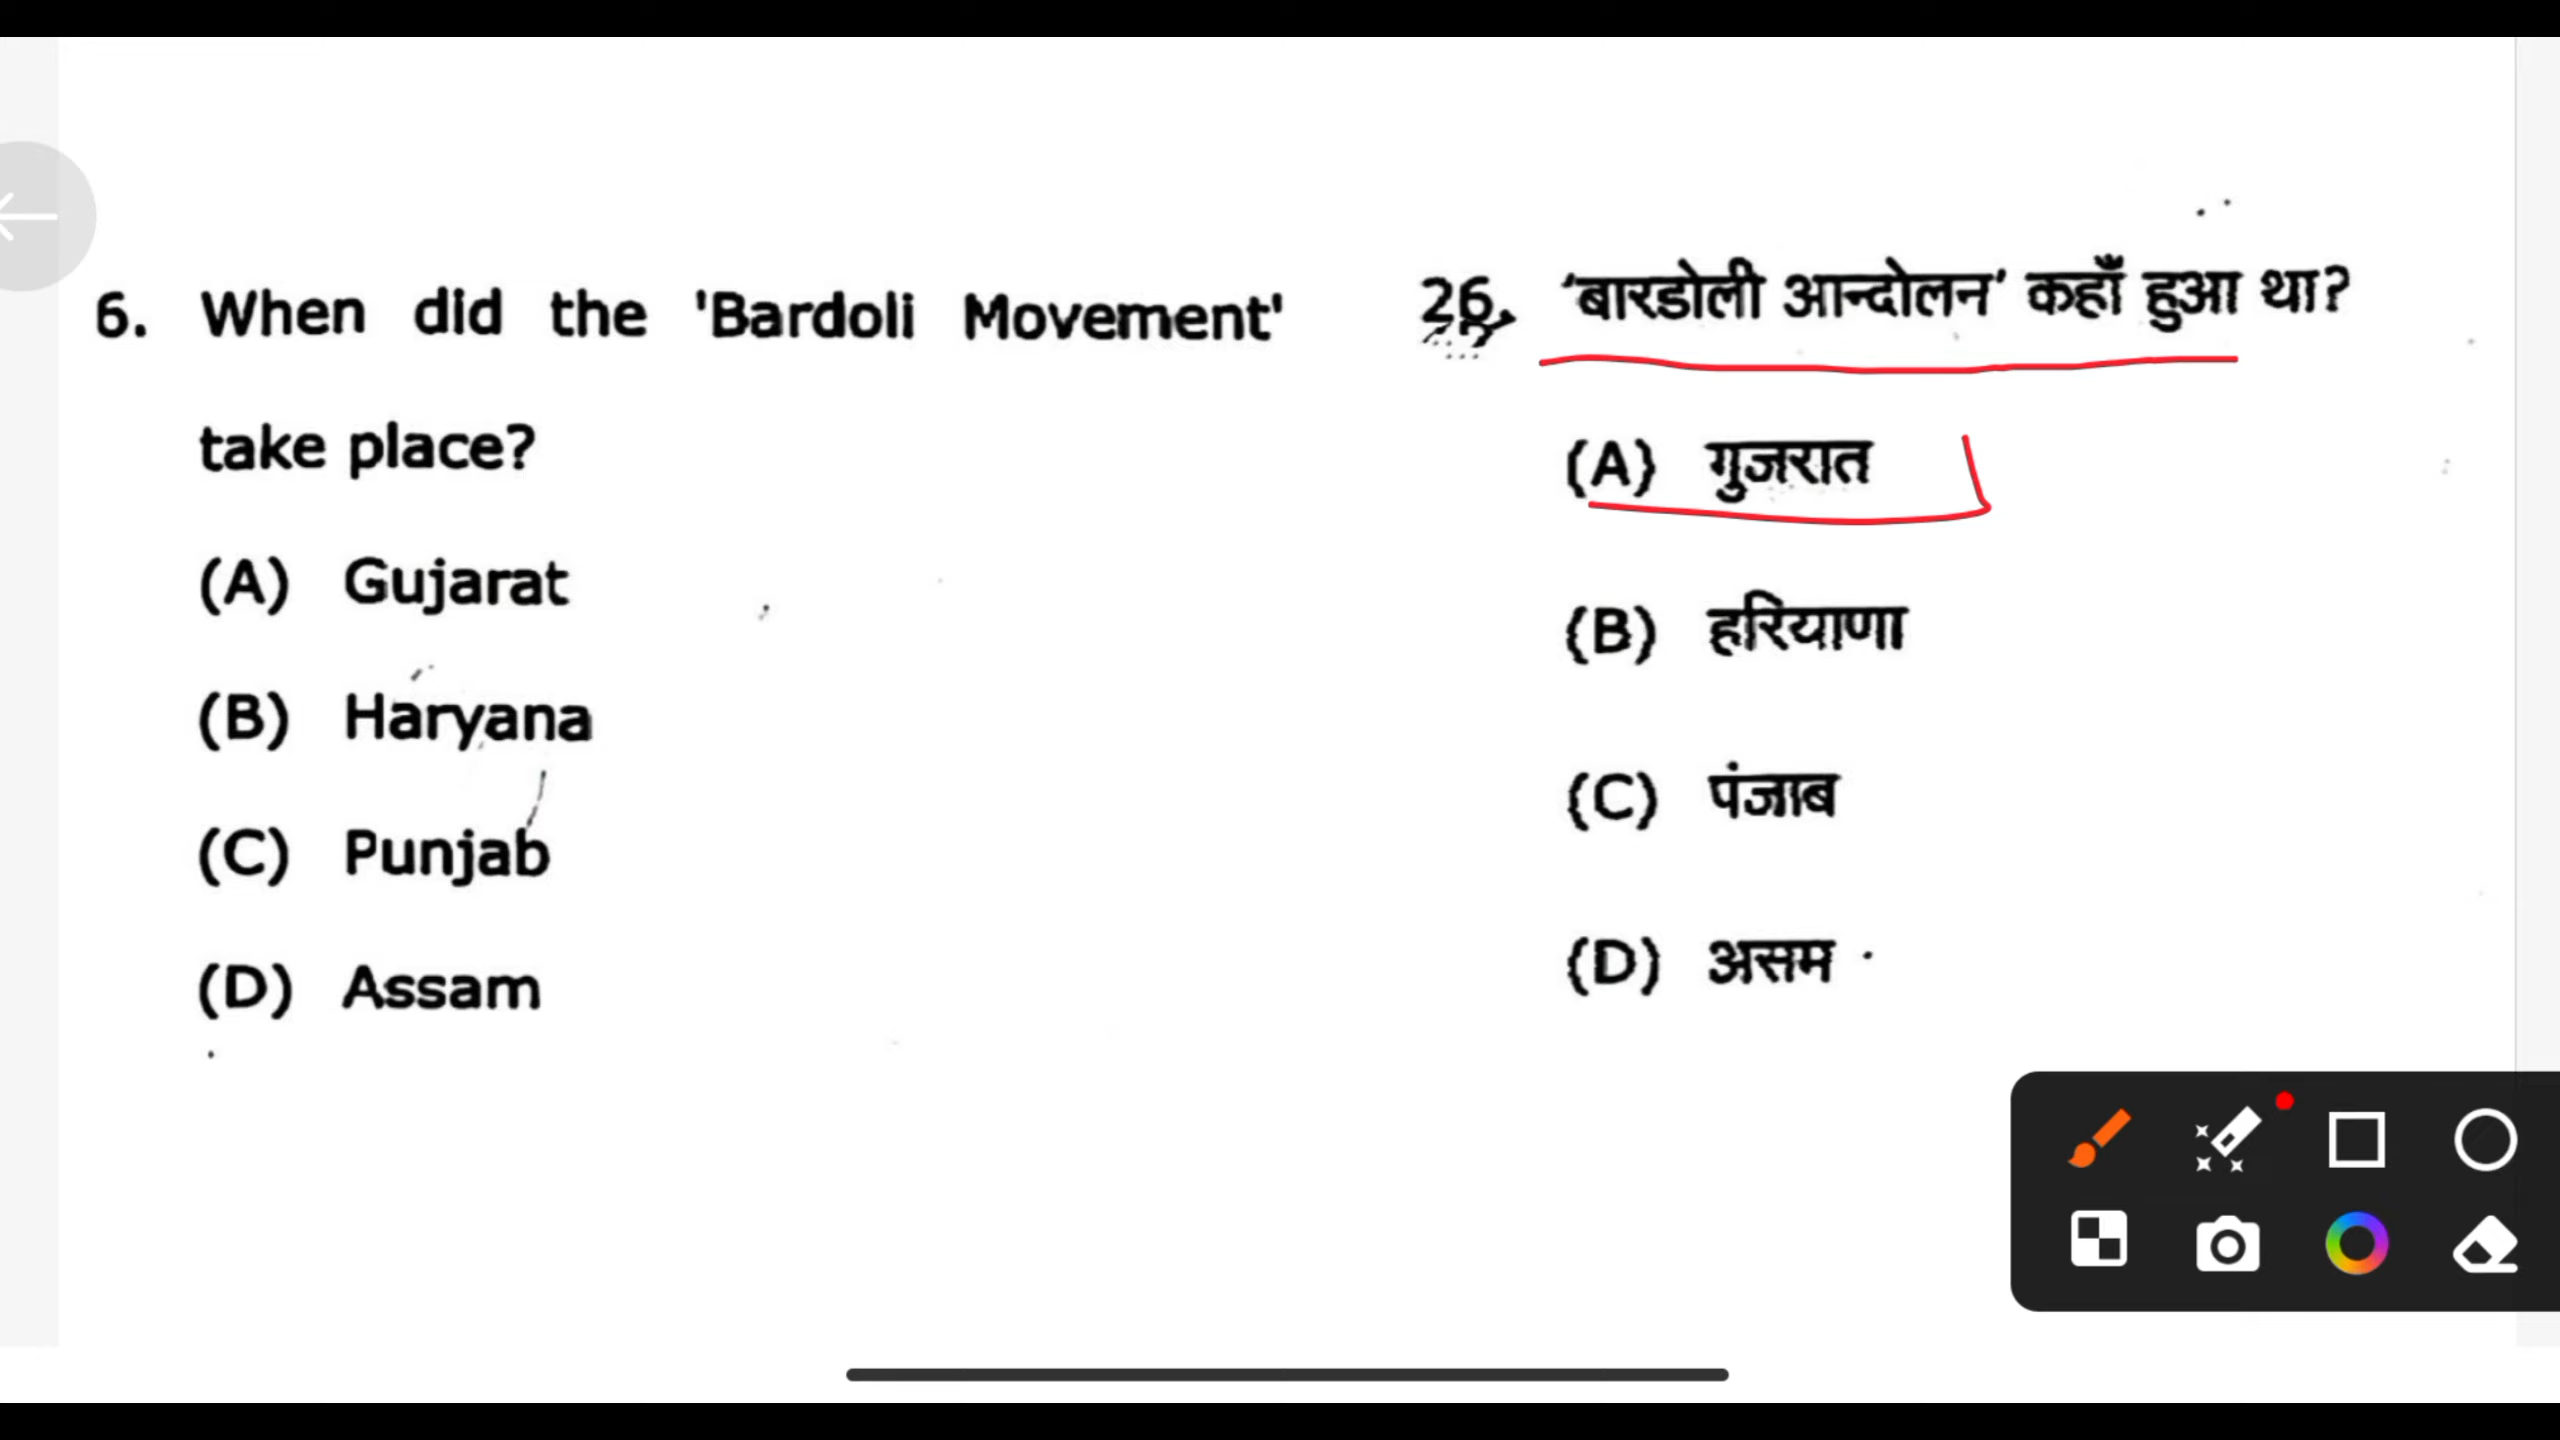 6. When did the 'Bardoli Movement'
take place?
(A) Gujarat
(B) Haryana
(C) Punjab
(D) Assam
26. ‘बारडोली आन्दोलन’ कहाँ हुआ था?
(A) गुजरात
(B) हरियाणा
(C) पंजाब
(D) असम